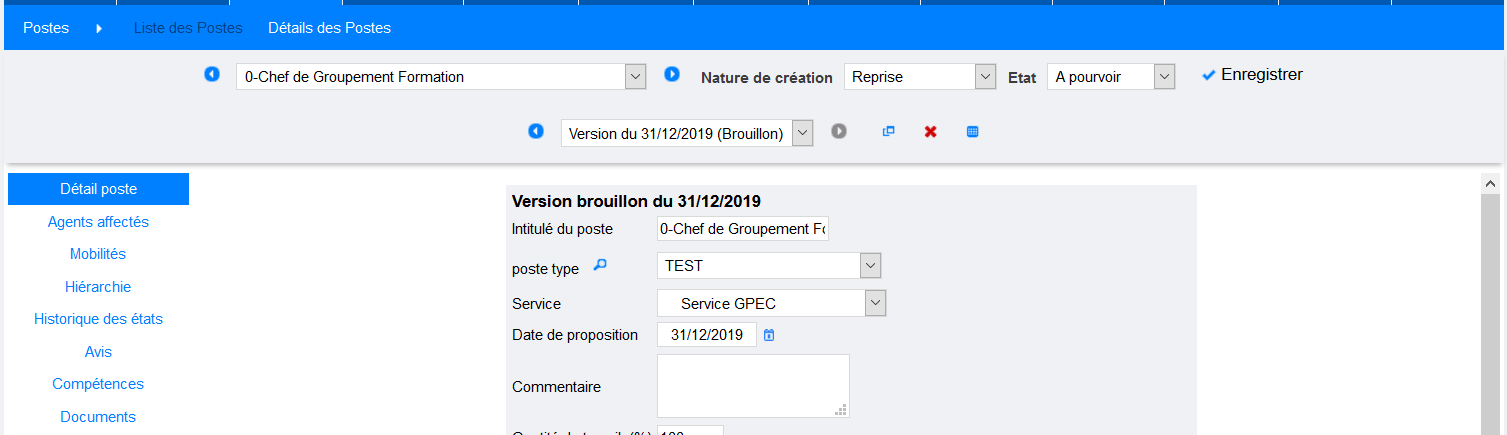 Postes Liste des Postes Détails des Postes
0-Chef de Groupement Formation Nature de création Reprise Etat A pourvoir Enregistrer
Version du 31/12/2019 (Brouillon)
Détail poste
Agents affectés
Mobilités
Hiérarchie
Historique des états
Avis
Compétences
Documents
Version brouillon du 31/12/2019
Intitulé du poste 0-Chef de Groupement Fo
poste type TEST
Service Service GPEC
Date de proposition 31/12/2019
Commentaire